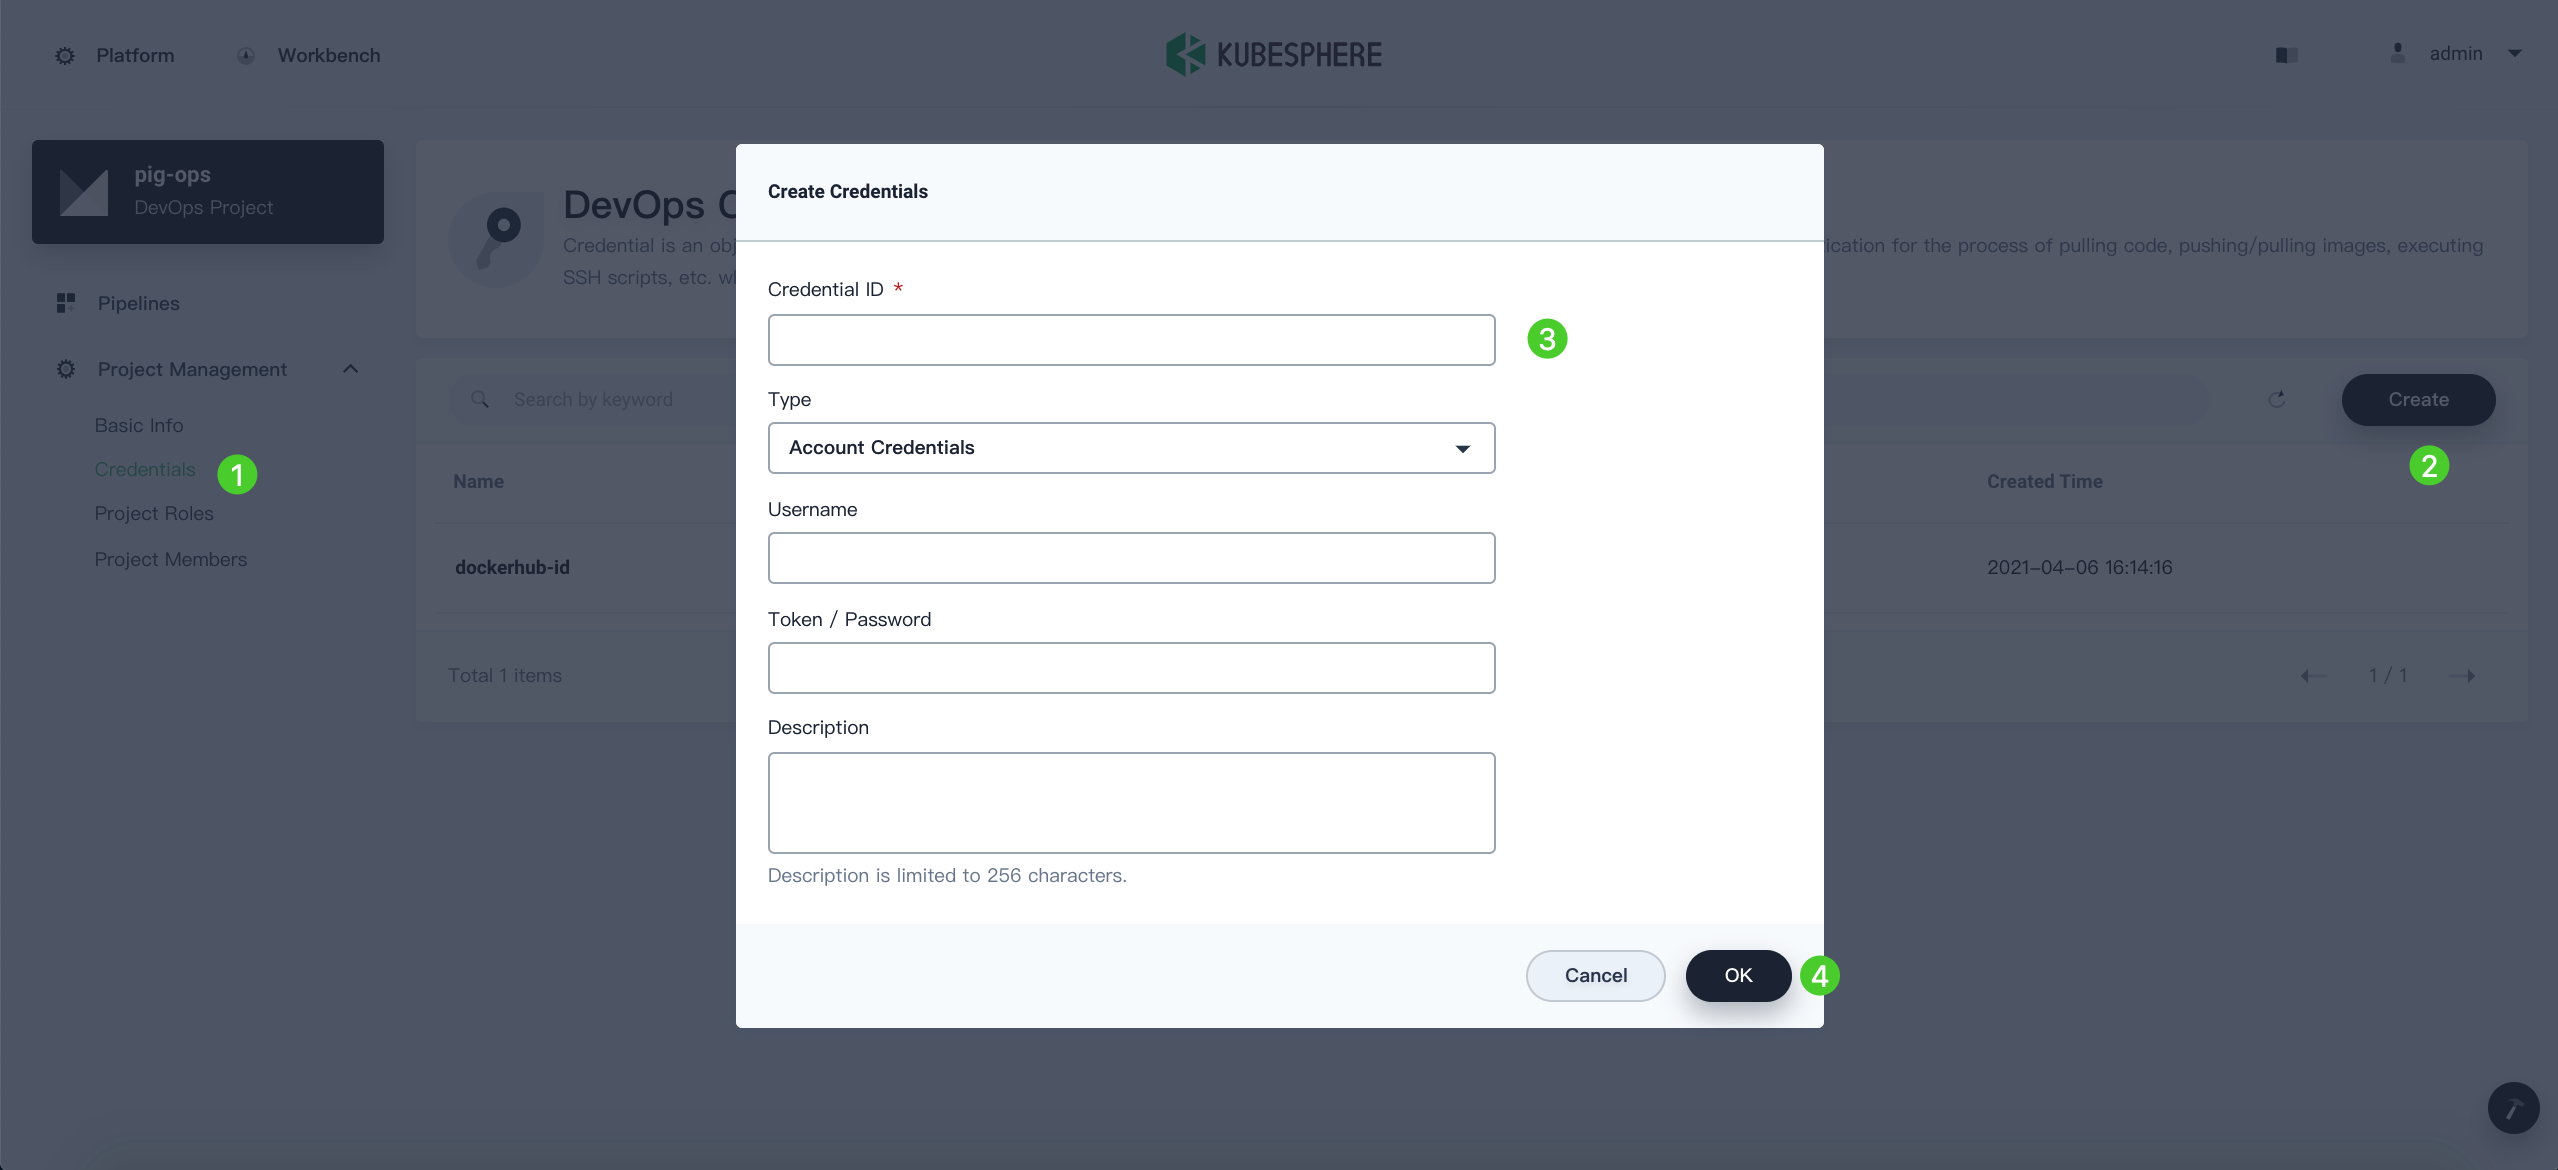 Platform
Workbench
KUBESPHERE
admin
pig-ops
DevOps Project
Pipelines
Project Management
Basic Info
Credentials
1
Project Roles
Project Members
DevOps
Credential is an
ication for the process of pulling code, pushing/pulling images, executing
SSH scripts, etc.
Search by keyword
Create
2
Name
Created Time
dockerhub-id
2021-04-06 16:14:16
Total 1 items
1 / 1
Create Credentials
Credential ID *
3
Type
Account Credentials
Username
Token / Password
Description
Description is limited to 256 characters.
Cancel
OK
4